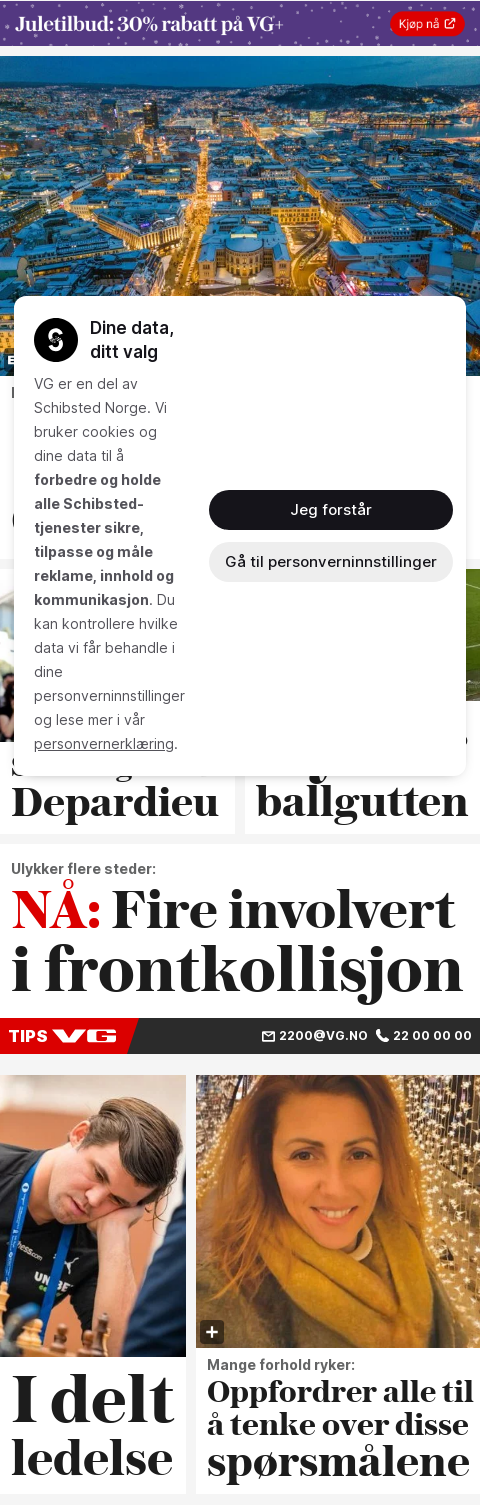 Juletilbud: 30% rabatt på VG+
Kjøp nå
Dine data,
ditt valg
VG er en del av
Schibsted Norge. Vi
bruker cookies og
dine data til å
forbedre og holde
alle Schibsted-
tjenester sikre,
tilpasse og måle
reklame, innhold og
kommunikasjon. Du
kan kontrollere hvilke
data vi får behandle i
dine
personverninnstillinger
og lese mer i vår
personvernerklæring.
Jeg forstår
Gå til personverninnstillinger
Depardieu
ballgutten
Ulykker flere steder:
NÅ: Fire involvert
i frontkollisjon
TIPS VG
2200@VG.NO
22 00 00 00
UNIBET
Mange forhold ryker:
I delt
ledelse
Oppfordrer alle til
å tenke over disse
spørsmålene